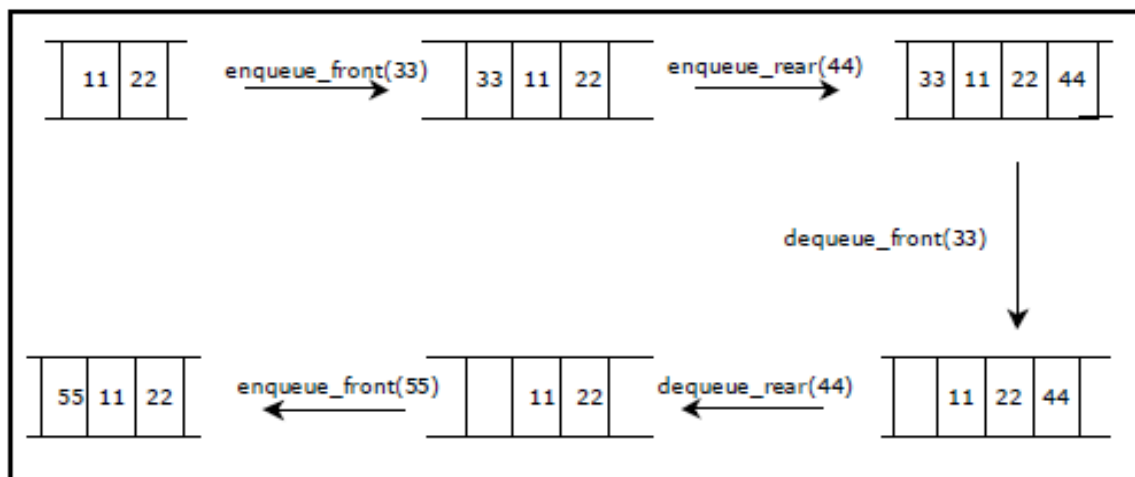 11 22
enqueue_front(33)
33 11 22
enqueue_rear(44)
33 11 22 44
dequeue_front(33)
55 11 22
enqueue_front(55)
11 22
dequeue_rear(44)
11 22 44